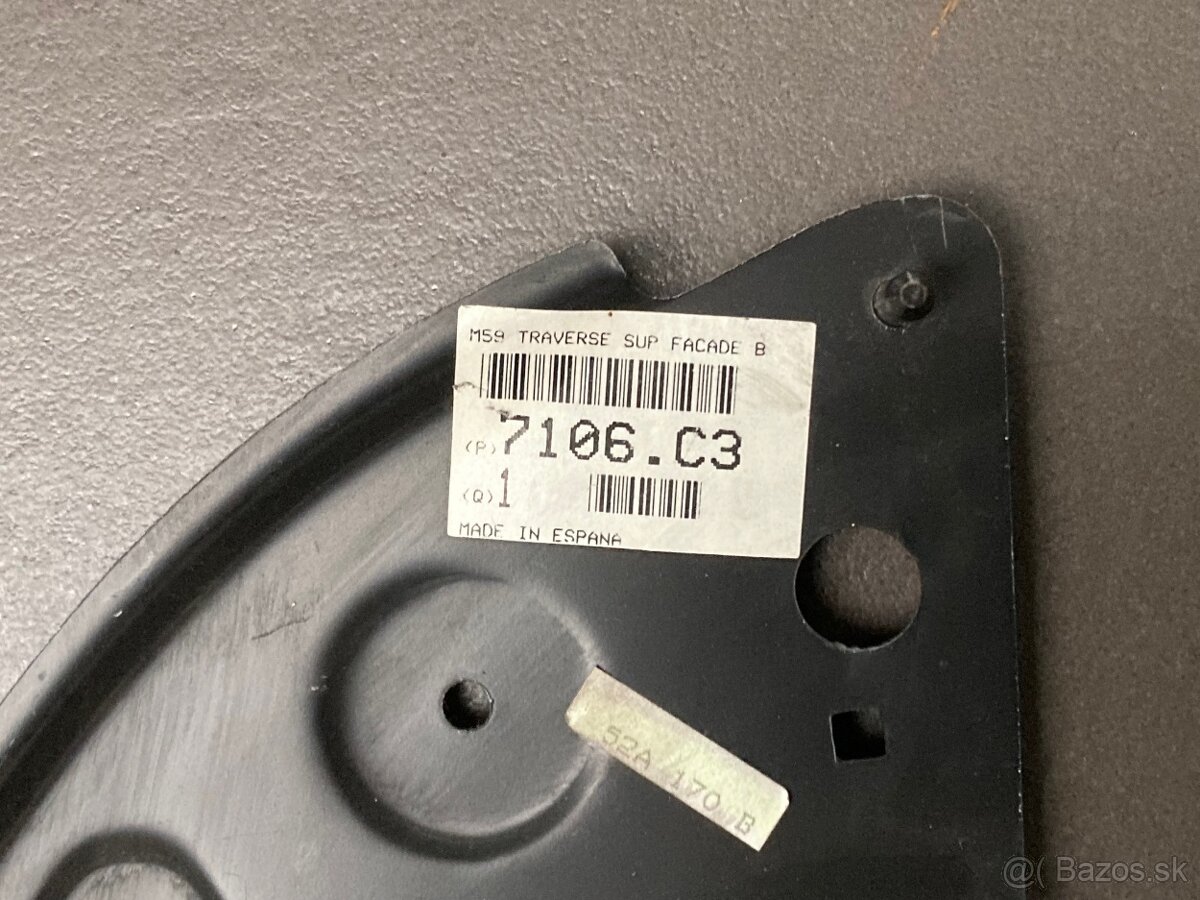 M59 TRAVERSE SUP FACADE B
(P) 7106.C3
(Q) 1
MADE IN ESPANA
52A 170 B
@( Bazos.sk